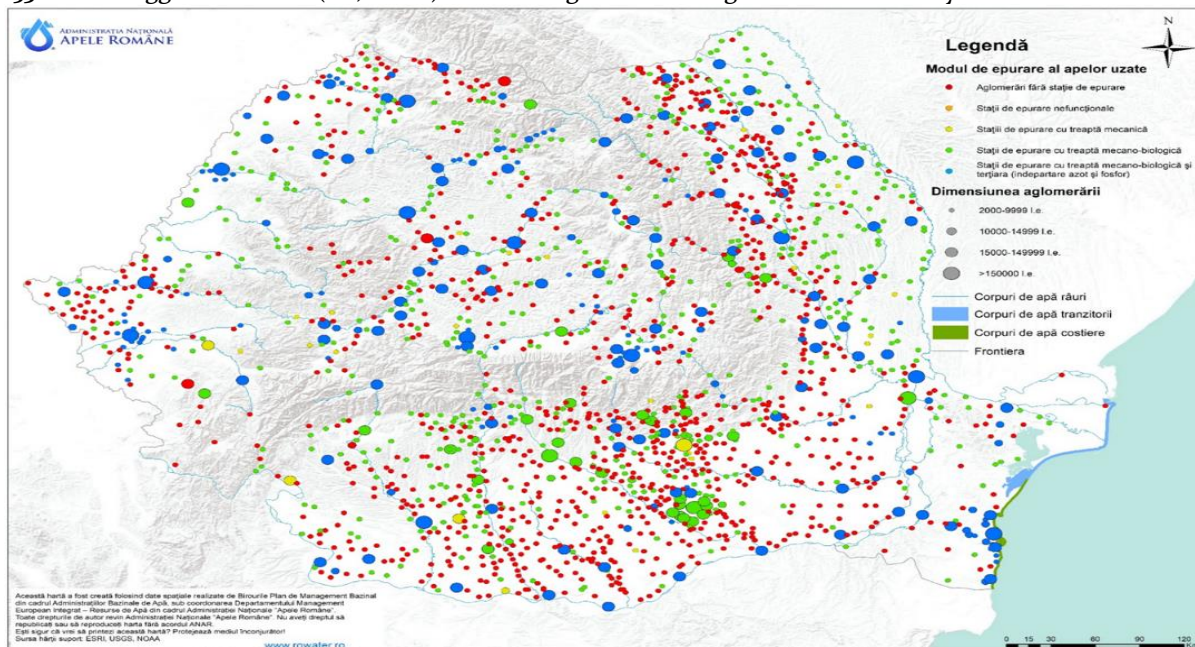 ADMINISTRAȚIA NAȚIONALĂ
APELE ROMÂNE
N
Legendă
Modul de epurare al apelor uzate
Aglomerări fără stație de epurare
Stații de epurare nefuncționale
Stații de epurare cu treaptă mecanică
Stații de epurare cu treaptă mecano-biologică
Stații de epurare cu treaptă mecano-biologică și
terțiara (indepartare azot și fosfor)
Dimensiunea aglomerării
2000-9999 l.e.
10000-14999 l.e.
15000-149999 l.e.
>150000 l.e.
Corpuri de apă râuri
Corpuri de apă tranzitorii
Corpuri de apă costiere
Frontiera
Această hartă a fost creată folosind date spațiale realizate de Birourile Plan de Management Bazinal
din cadrul Administrațiilor Bazinale de Apă, sub coordonarea Departamentului Management
European Integrat – Resurse de Apă din cadrul Administrației Naționale "Apele Române".
Toate drepturile de autor revin Administrației Naționale "Apele Române". Nu aveți dreptul să
republicați sau să reproduceți harta fără acordul ANAR.
Ești sigur că vrei să printezi această hartă? Protejează mediul înconjurător!
Sursa hărții suport: ESRI, USGS, NOAA
www.rowater.ro
0 15 30 60 90 120